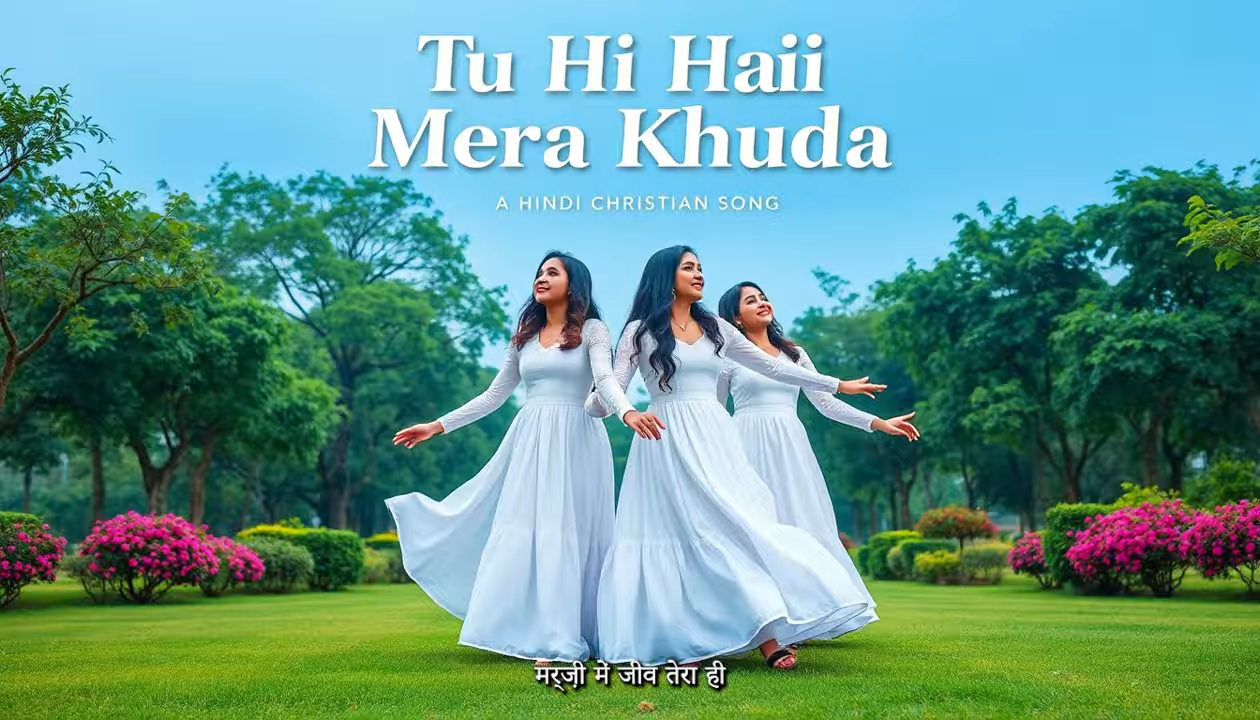 Tu Hi Haii
Mera Khuda
A HINDI CHRISTIAN SONG
मर्ज़ी में जीव तेरा ही